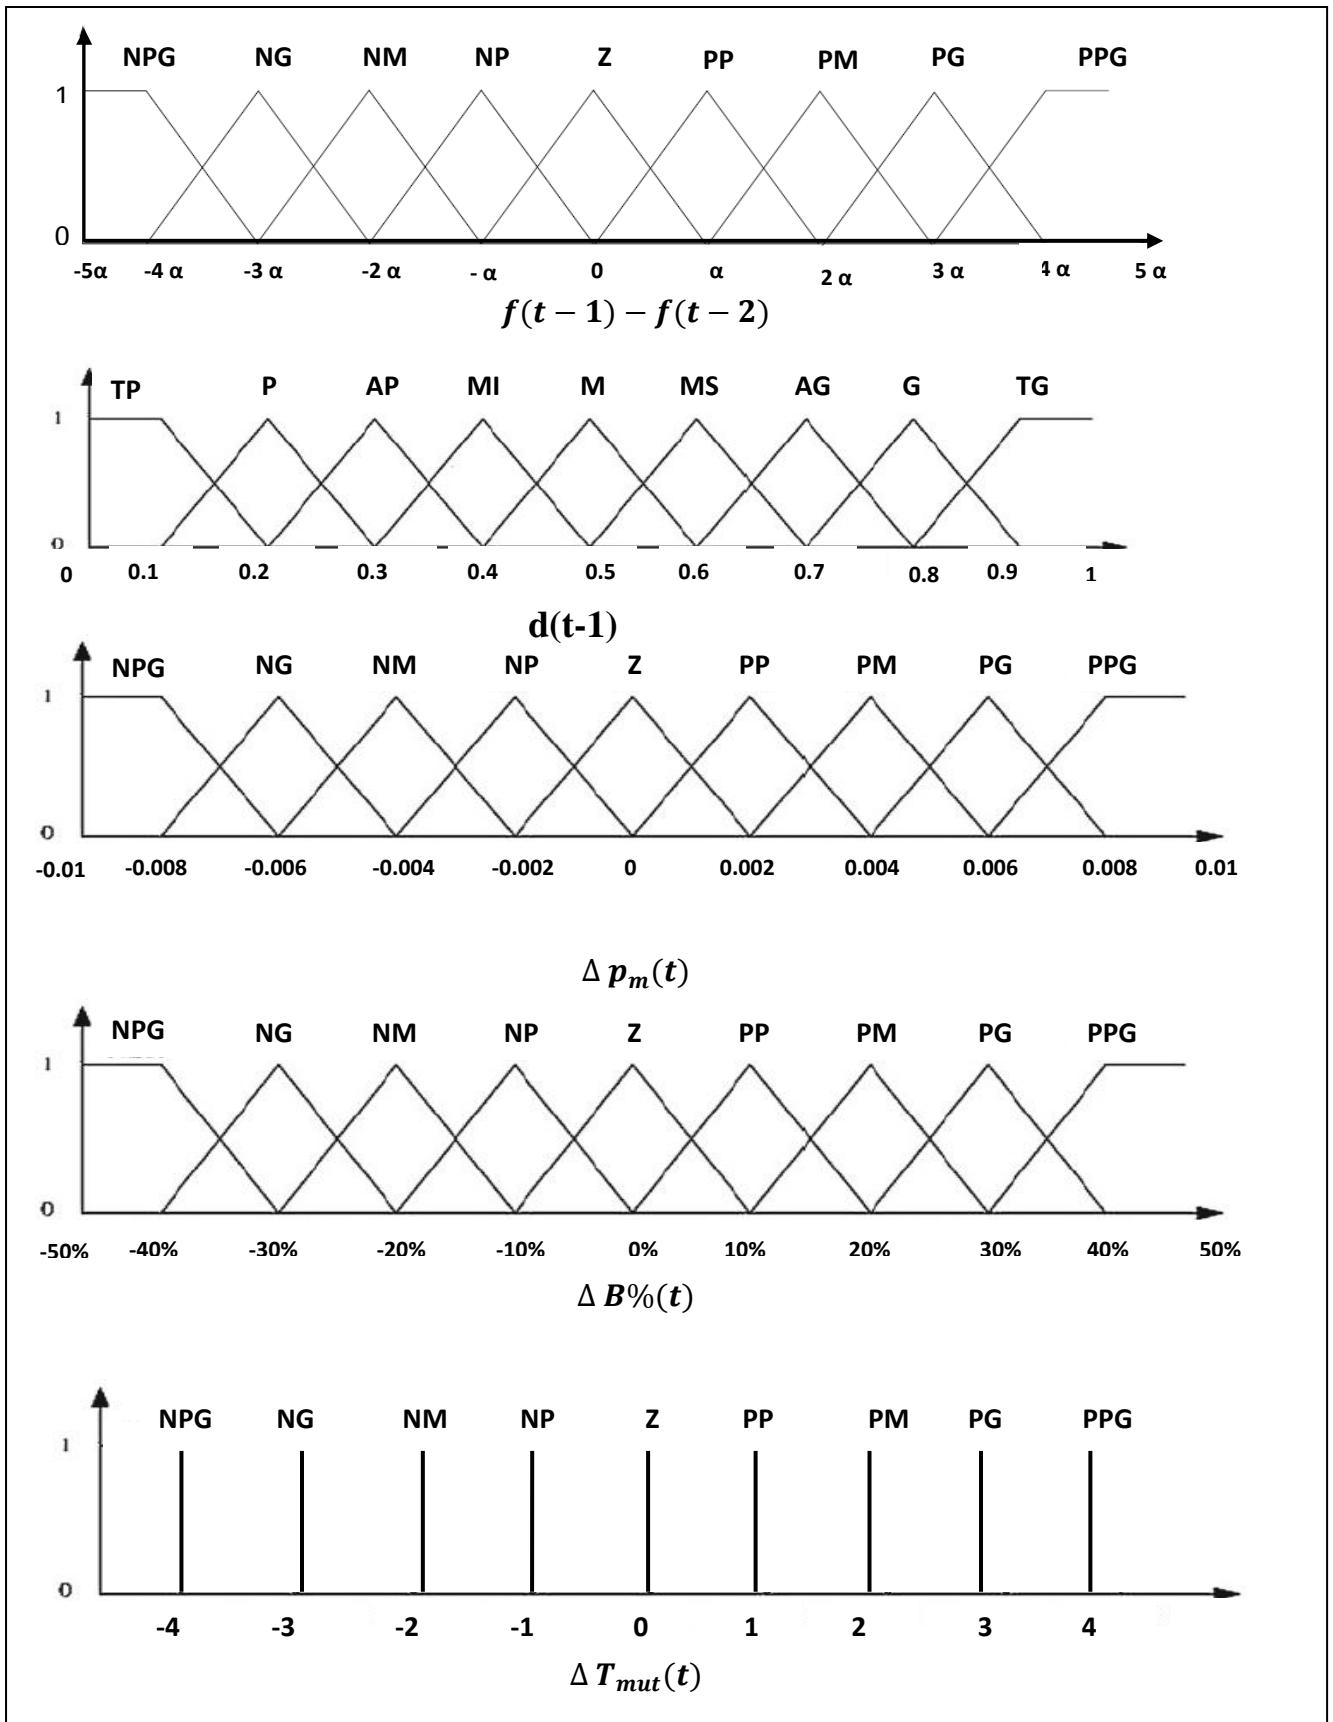 NPG NG NM NP Z PP PM PG PPG
1
0
-5α -4 α -3 α -2 α - α 0 α 2 α 3 α 4 α 5 α
f(t − 1) − f(t − 2)
TP P AP MI M MS AG G TG
1
0
0 0.1 0.2 0.3 0.4 0.5 0.6 0.7 0.8 0.9 1
d(t-1)
NPG NG NM NP Z PP PM PG PPG
1
0
-0.01 -0.008 -0.006 -0.004 -0.002 0 0.002 0.004 0.006 0.008 0.01
Δ pₘ(t)
NPG NG NM NP Z PP PM PG PPG
1
0
-50% -40% -30% -20% -10% 0% 10% 20% 30% 40% 50%
Δ B%(t)
NPG NG NM NP Z PP PM PG PPG
1
0
-4 -3 -2 -1 0 1 2 3 4
Δ Tmut(t)